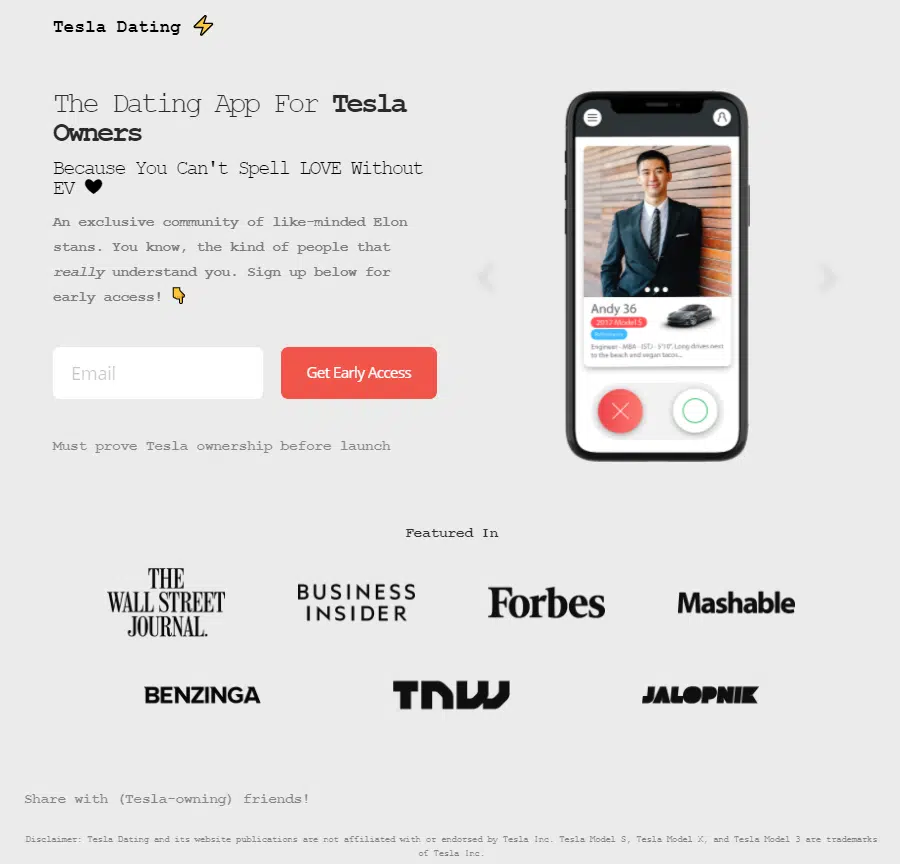 Tesla Dating ⚡
The Dating App For Tesla
Owners
Because You Can't Spell LOVE Without
EV 🖤
An exclusive community of like-minded Elon
stans. You know, the kind of people that
really understand you. Sign up below for
early access! 👇
Email
Get Early Access
Must prove Tesla ownership before launch
Andy 36
2017 Model S
Engineer - MBA - ISTJ - 5'10". Long drives next
to the beach and vegan tacos...
Featured In
THE
WALL STREET
JOURNAL.
BUSINESS
INSIDER
Forbes
Mashable
BENZINGA
TNW
JALOPNIK
Share with (Tesla-owning) friends!
Disclaimer: Tesla Dating and its website publications are not affiliated with or endorsed by Tesla Inc. Tesla Model S, Tesla Model X, and Tesla Model 3 are trademarks
of Tesla Inc.